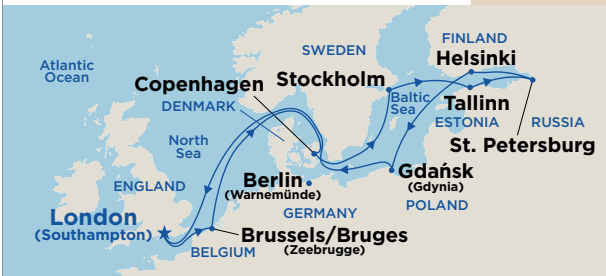 FINLAND
SWEDEN
Helsinki
Atlantic
Ocean
Copenhagen
Stockholm
Baltic
Sea
Tallinn
DENMARK
ESTONIA
RUSSIA
North
Sea
St. Petersburg
ENGLAND
Berlin
(Warnemünde)
Gdańsk
(Gdynia)
POLAND
GERMANY
London
(Southampton)
Brussels/Bruges
(Zeebrugge)
BELGIUM